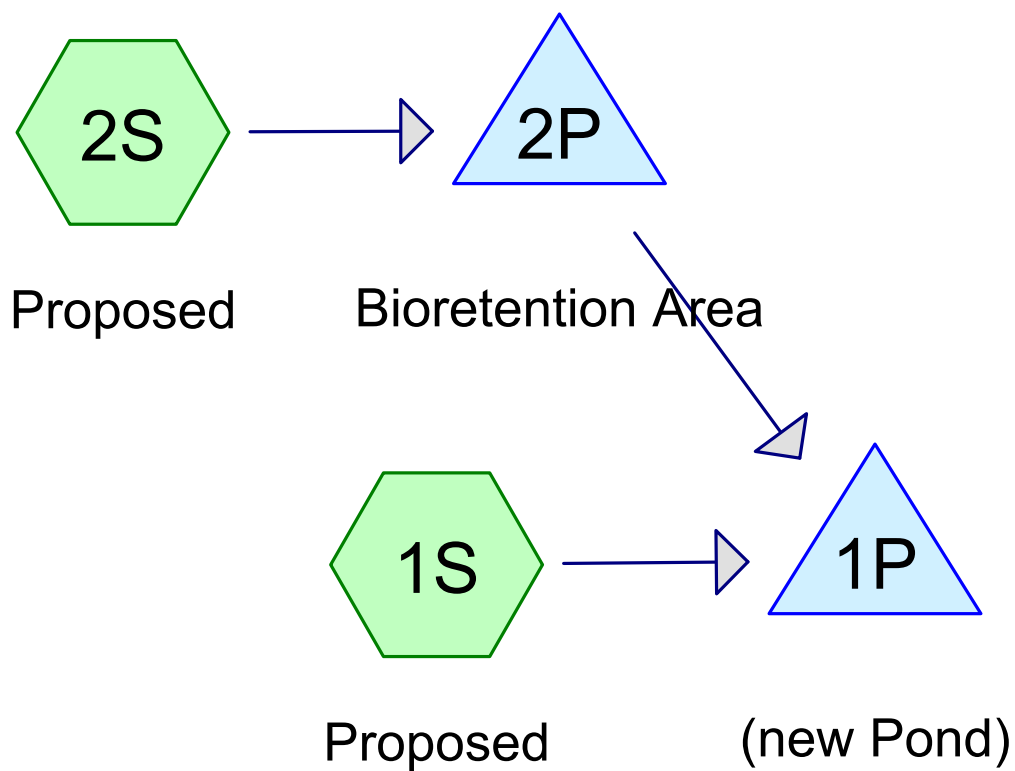 2S
2P
Proposed
Bioretention Area
1S
1P
Proposed
(new Pond)